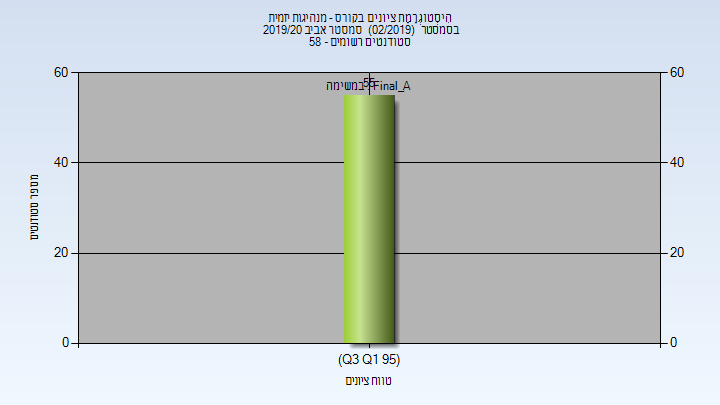 היסטוגרמת ציונים בקורס - מנהיגות יזמית
בסמסטר (02/2019) סמסטר אביב 2019/20
סטודנטים רשומים - 58
60
60
55
במשימה: Final_A
40
40
מספר סטודנטים
20
20
0
0
(Q3 Q1 95)
טווח ציונים